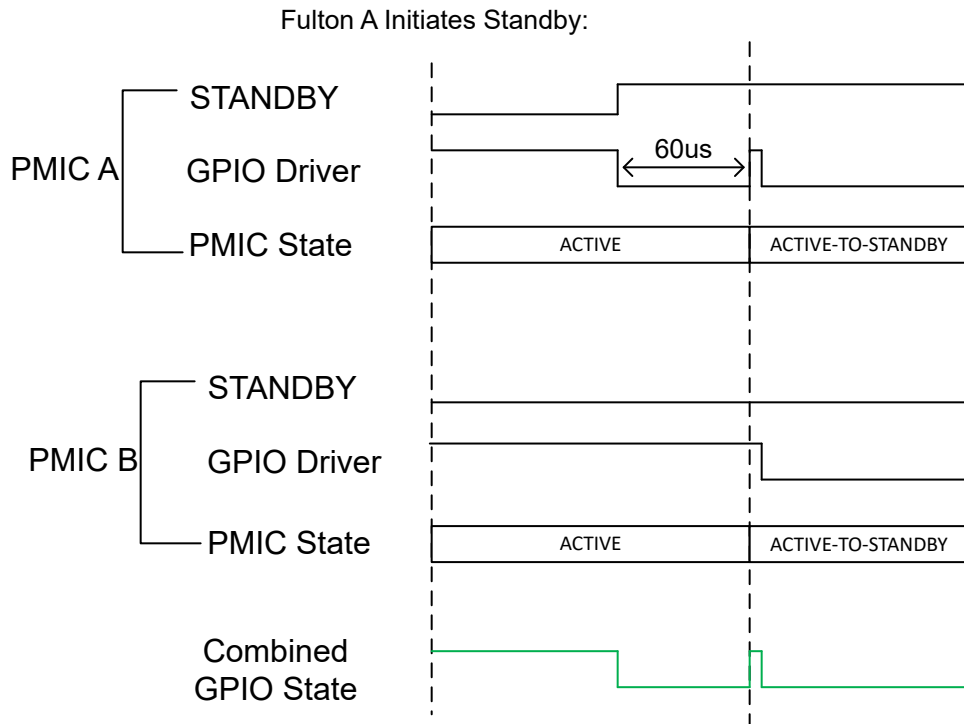 Fulton A Initiates Standby:
STANDBY
PMIC A
GPIO Driver
60us
PMIC State
ACTIVE
ACTIVE-TO-STANDBY
STANDBY
PMIC B
GPIO Driver
PMIC State
ACTIVE
ACTIVE-TO-STANDBY
Combined
GPIO State